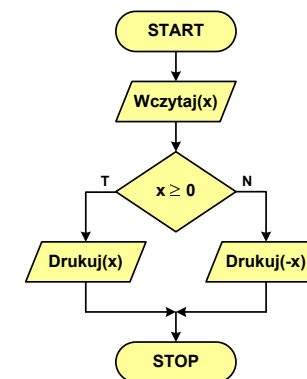 START
Wczytaj(x)
T
N
x ≥ 0
Drukuj(x)
Drukuj(-x)
STOP